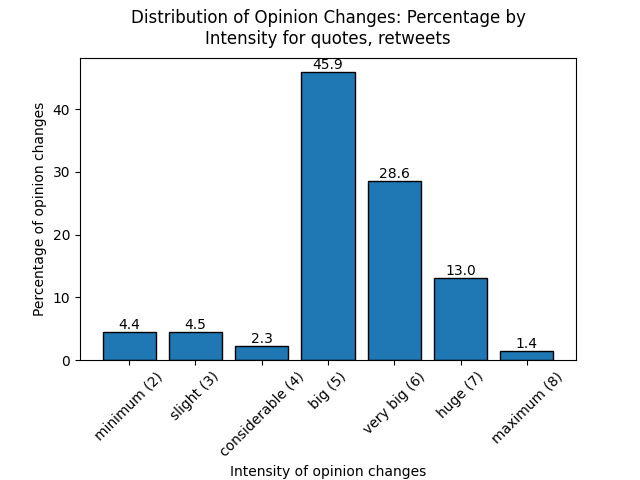 Distribution of Opinion Changes: Percentage by
Intensity for quotes, retweets
Percentage of opinion changes
40
30
20
10
0
4.4
4.5
2.3
45.9
28.6
13.0
1.4
minimum (2)
slight (3)
considerable (4)
big (5)
very big (6)
huge (7)
maximum (8)
Intensity of opinion changes